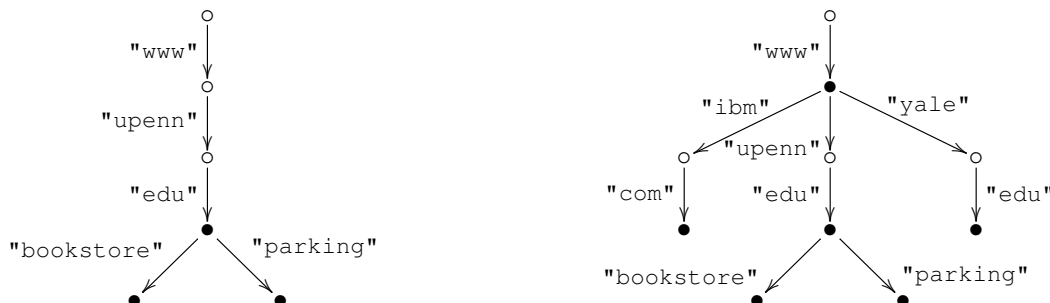 "www"
"upenn"
"edu"
"bookstore" "parking"
"www"
"ibm" "yale"
"upenn"
"com" "edu" "edu"
"bookstore" "parking"